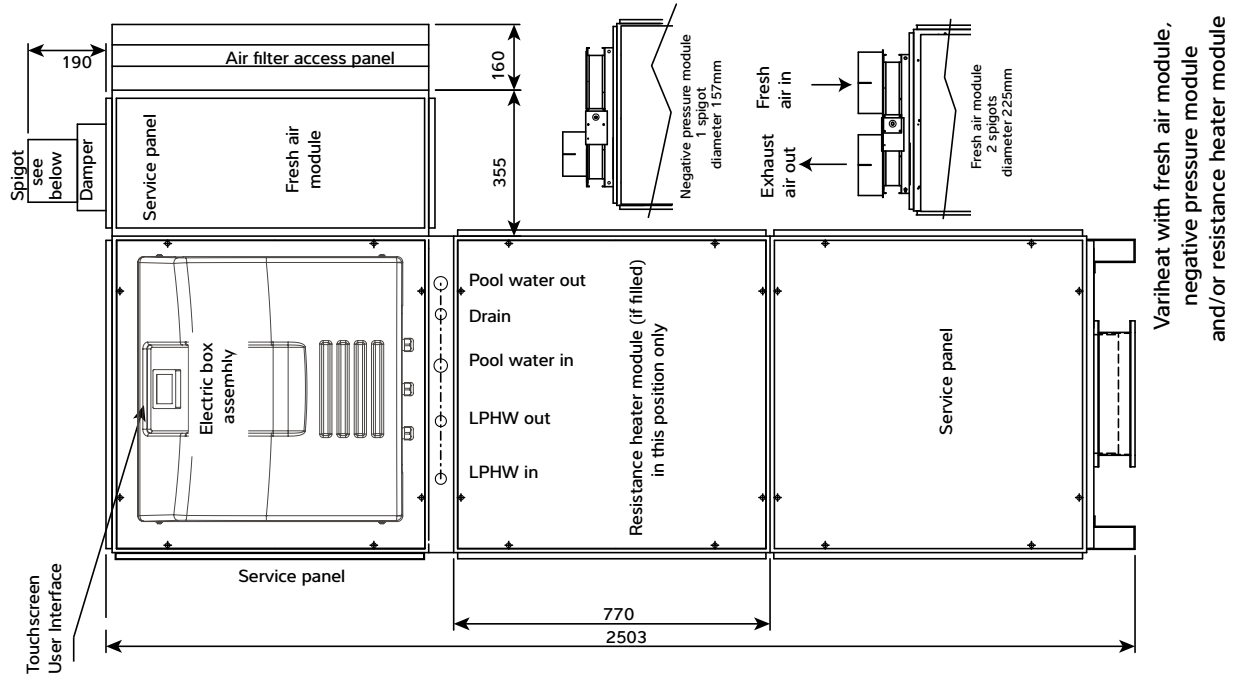 Touchscreen
User Interface
Spigot
see
below
190
Damper
Air filter access panel
Service panel
Fresh air
module
160
355
Electric box
assembly
Service panel
Pool water out
Drain
Pool water in
LPHW out
LPHW in
Resistance heater module (if filled)
in this position only
Service panel
770
2503
Negative pressure module
1 spigot
diameter 157mm
Fresh
air in
Exhaust
air out
Fresh air module
2 spigots
diameter 225mm
Variheat with fresh air module,
negative pressure module
and/or resistance heater module